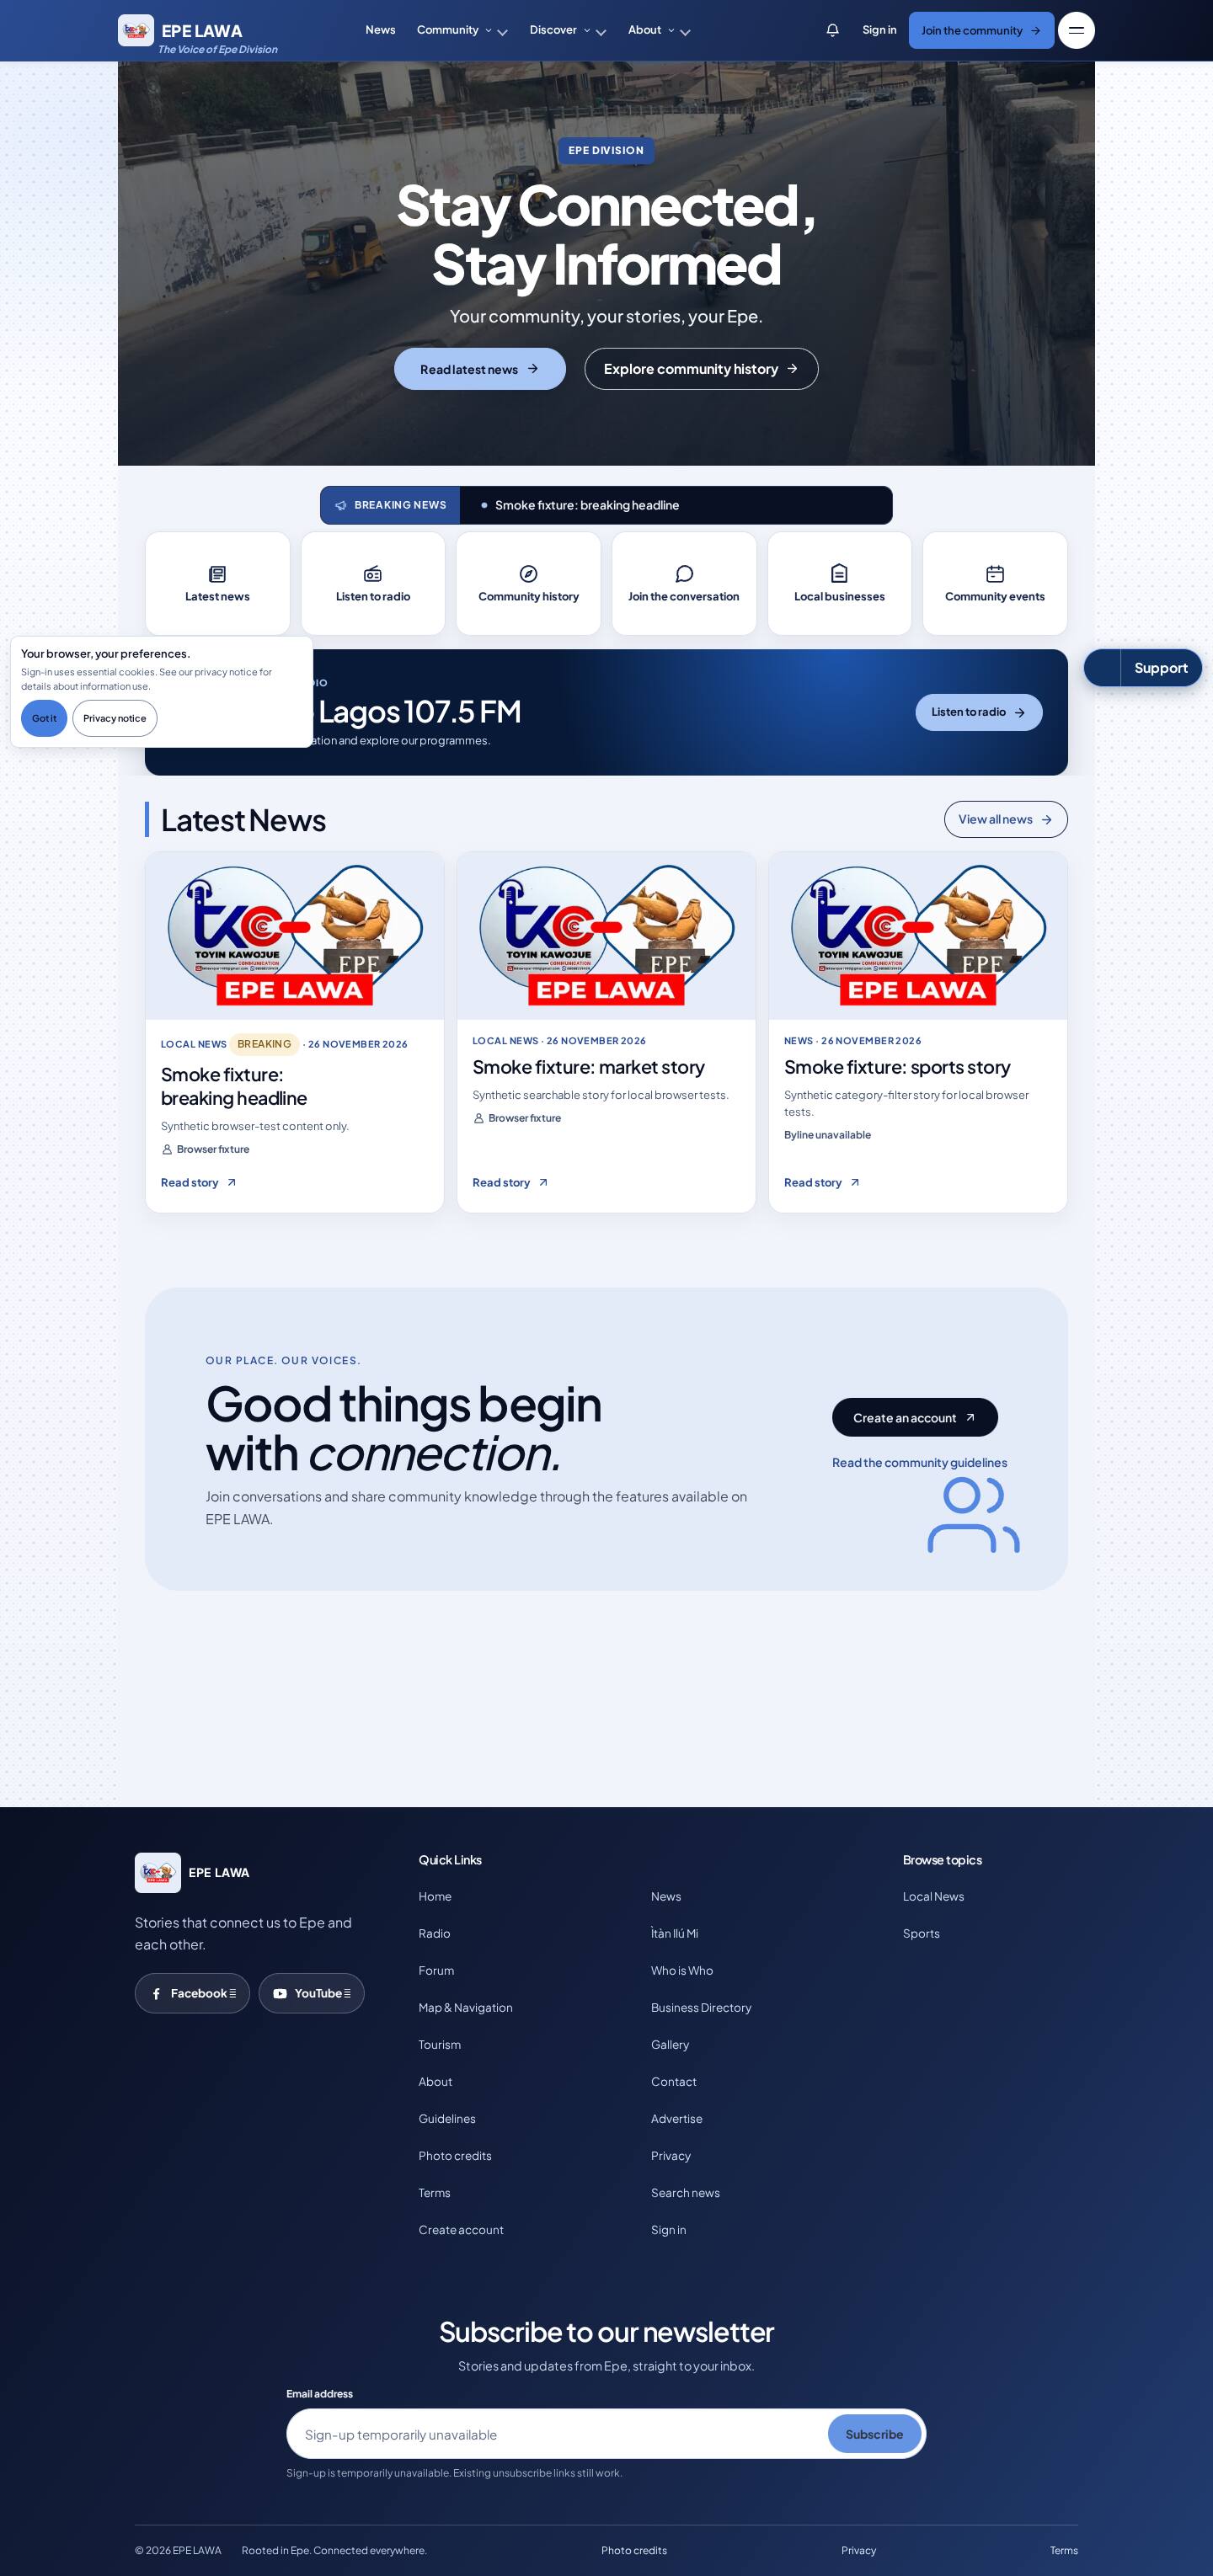 EPE LAWA
The Voice of Epe Division
News
Community
Discover
About
Sign in
Join the community
EPE DIVISION
Stay Connected,
Stay Informed
Your community, your stories, your Epe.
Read latest news
Explore community history
BREAKING NEWS
Smoke fixture: breaking headline
Latest news
Listen to radio
Community history
Join the conversation
Local businesses
Community events
Your browser, your preferences.
Sign-in uses essential cookies. See our privacy notice for
details about information use.
Got it
Privacy notice
Lagos 107.5 FM
and explore our programmes.
Listen to radio
Support
Latest News
View all news
TOYIN KAWOJUE
COMMUNICATION
EPE
EPE LAWA
TOYIN KAWOJUE
COMMUNICATION
EPE
EPE LAWA
TOYIN KAWOJUE
COMMUNICATION
EPE
EPE LAWA
LOCAL NEWS BREAKING · 26 NOVEMBER 2026
Smoke fixture:
breaking headline
Synthetic browser-test content only.
Browser fixture
Read story
LOCAL NEWS · 26 NOVEMBER 2026
Smoke fixture: market story
Synthetic searchable story for local browser tests.
Browser fixture
Read story
NEWS · 26 NOVEMBER 2026
Smoke fixture: sports story
Synthetic category-filter story for local browser
tests.
Byline unavailable
Read story
OUR PLACE. OUR VOICES.
Good things begin
with connection.
Join conversations and share community knowledge through the features available on
EPE LAWA.
Create an account
Read the community guidelines
EPE LAWA
Stories that connect us to Epe and
each other.
Facebook
YouTube
Quick Links
Home
News
Radio
Ìtàn Ilú Mi
Forum
Who is Who
Map & Navigation
Business Directory
Tourism
Gallery
About
Contact
Guidelines
Advertise
Photo credits
Privacy
Terms
Search news
Create account
Sign in
Browse topics
Local News
Sports
Subscribe to our newsletter
Stories and updates from Epe, straight to your inbox.
Email address
Sign-up temporarily unavailable
Subscribe
Sign-up is temporarily unavailable. Existing unsubscribe links still work.
© 2026 EPE LAWA
Rooted in Epe. Connected everywhere.
Photo credits
Privacy
Terms